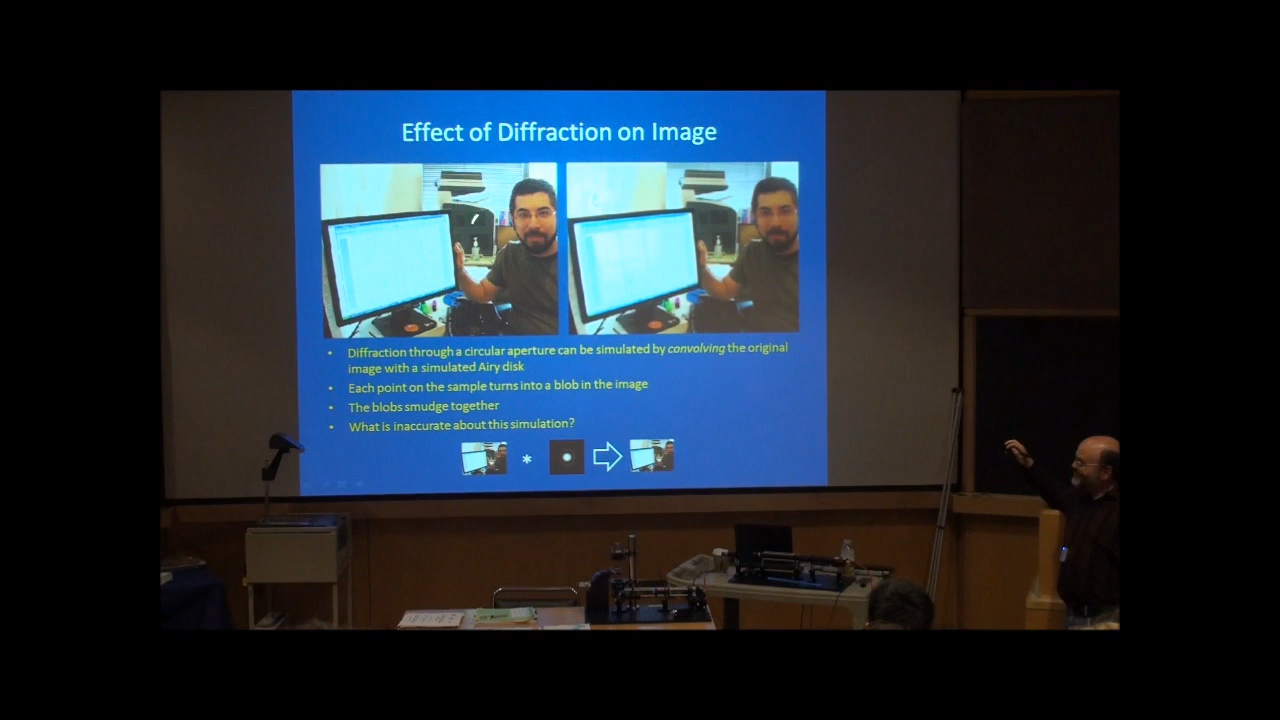 Effect of Diffraction on Image
• Diffraction through a circular aperture can be simulated by convolving the original
image with a simulated Airy disk
• Each point on the sample turns into a blob in the image
• The blobs smudge together
• What is inaccurate about this simulation?
*